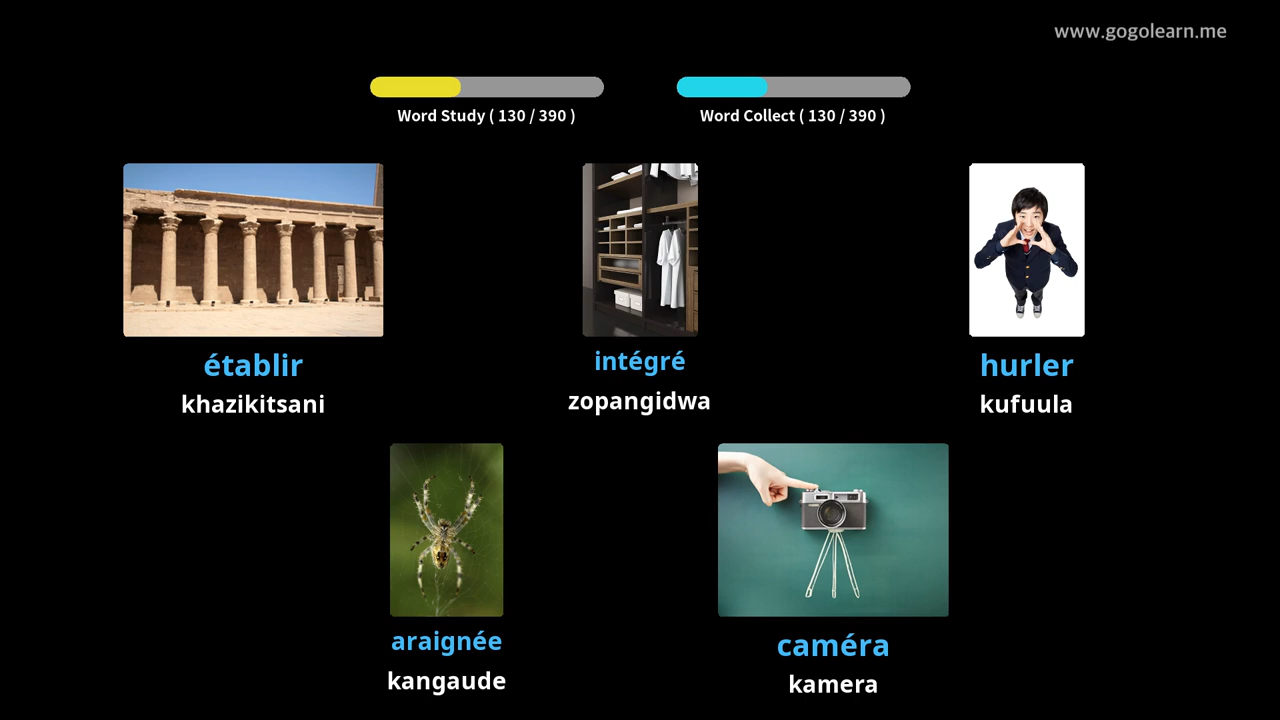 www.gogolearn.me
Word Study ( 130 / 390 )
Word Collect ( 130 / 390 )
établir
khazikitsani
intégré
zopangidwa
hurler
kufuula
araignée
kangaude
caméra
kamera